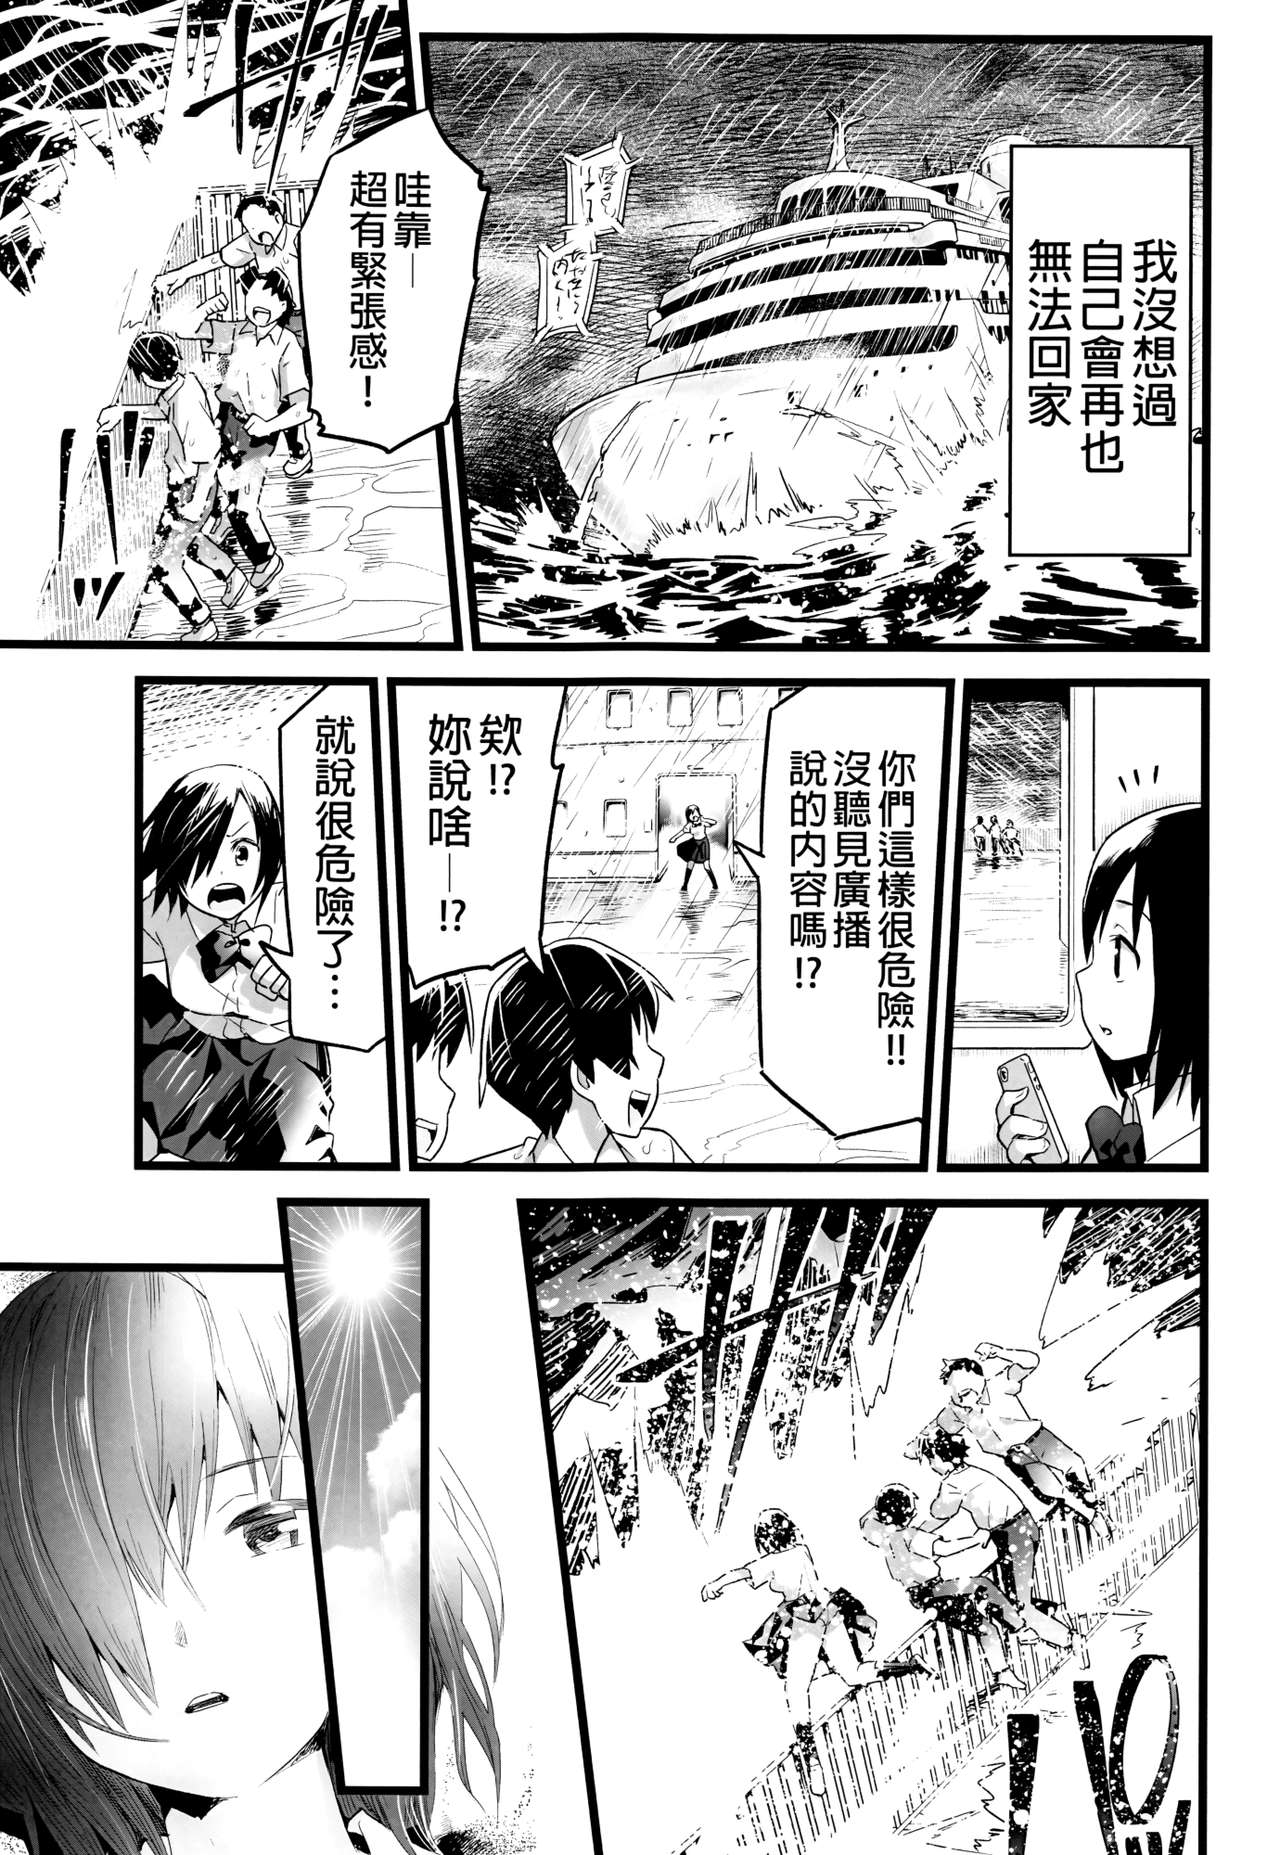 我沒想過
自己會再也
無法回家
哇靠—
超有緊張感！
你們這樣很危險!!
沒聽見廣播
說的內容嗎!?
欸!?
妳說啥—!?
就說很危險了…